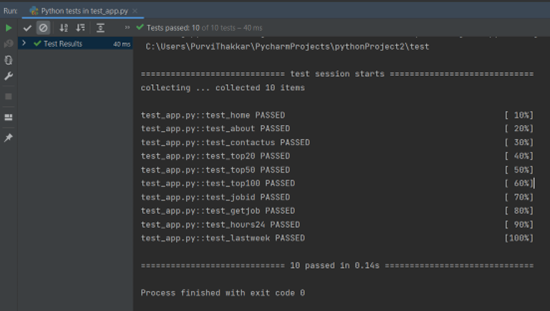 Run: Python tests in test_app.py ×
Tests passed: 10 of 10 tests – 40 ms
Test Results 40 ms
C:\Users\PurviThakkar\PycharmProjects\pythonProject2\test
============================= test session starts =============================
collecting ... collected 10 items
test_app.py::test_home PASSED [ 10%]
test_app.py::test_about PASSED [ 20%]
test_app.py::test_contactus PASSED [ 30%]
test_app.py::test_top20 PASSED [ 40%]
test_app.py::test_top50 PASSED [ 50%]
test_app.py::test_top100 PASSED [ 60%]
test_app.py::test_jobid PASSED [ 70%]
test_app.py::test_getjob PASSED [ 80%]
test_app.py::test_hours24 PASSED [ 90%]
test_app.py::test_lastweek PASSED [100%]
============================= 10 passed in 0.14s ==============================
Process finished with exit code 0